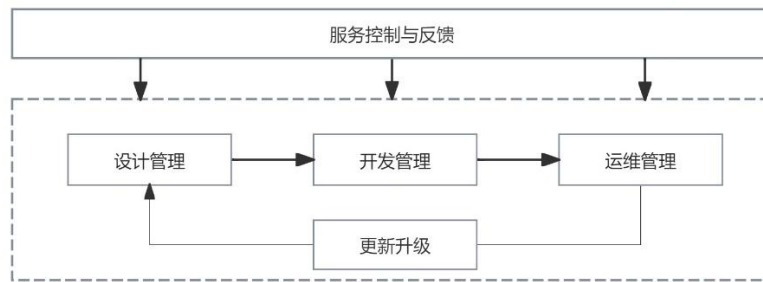 服务控制与反馈
设计管理
开发管理
运维管理
更新升级